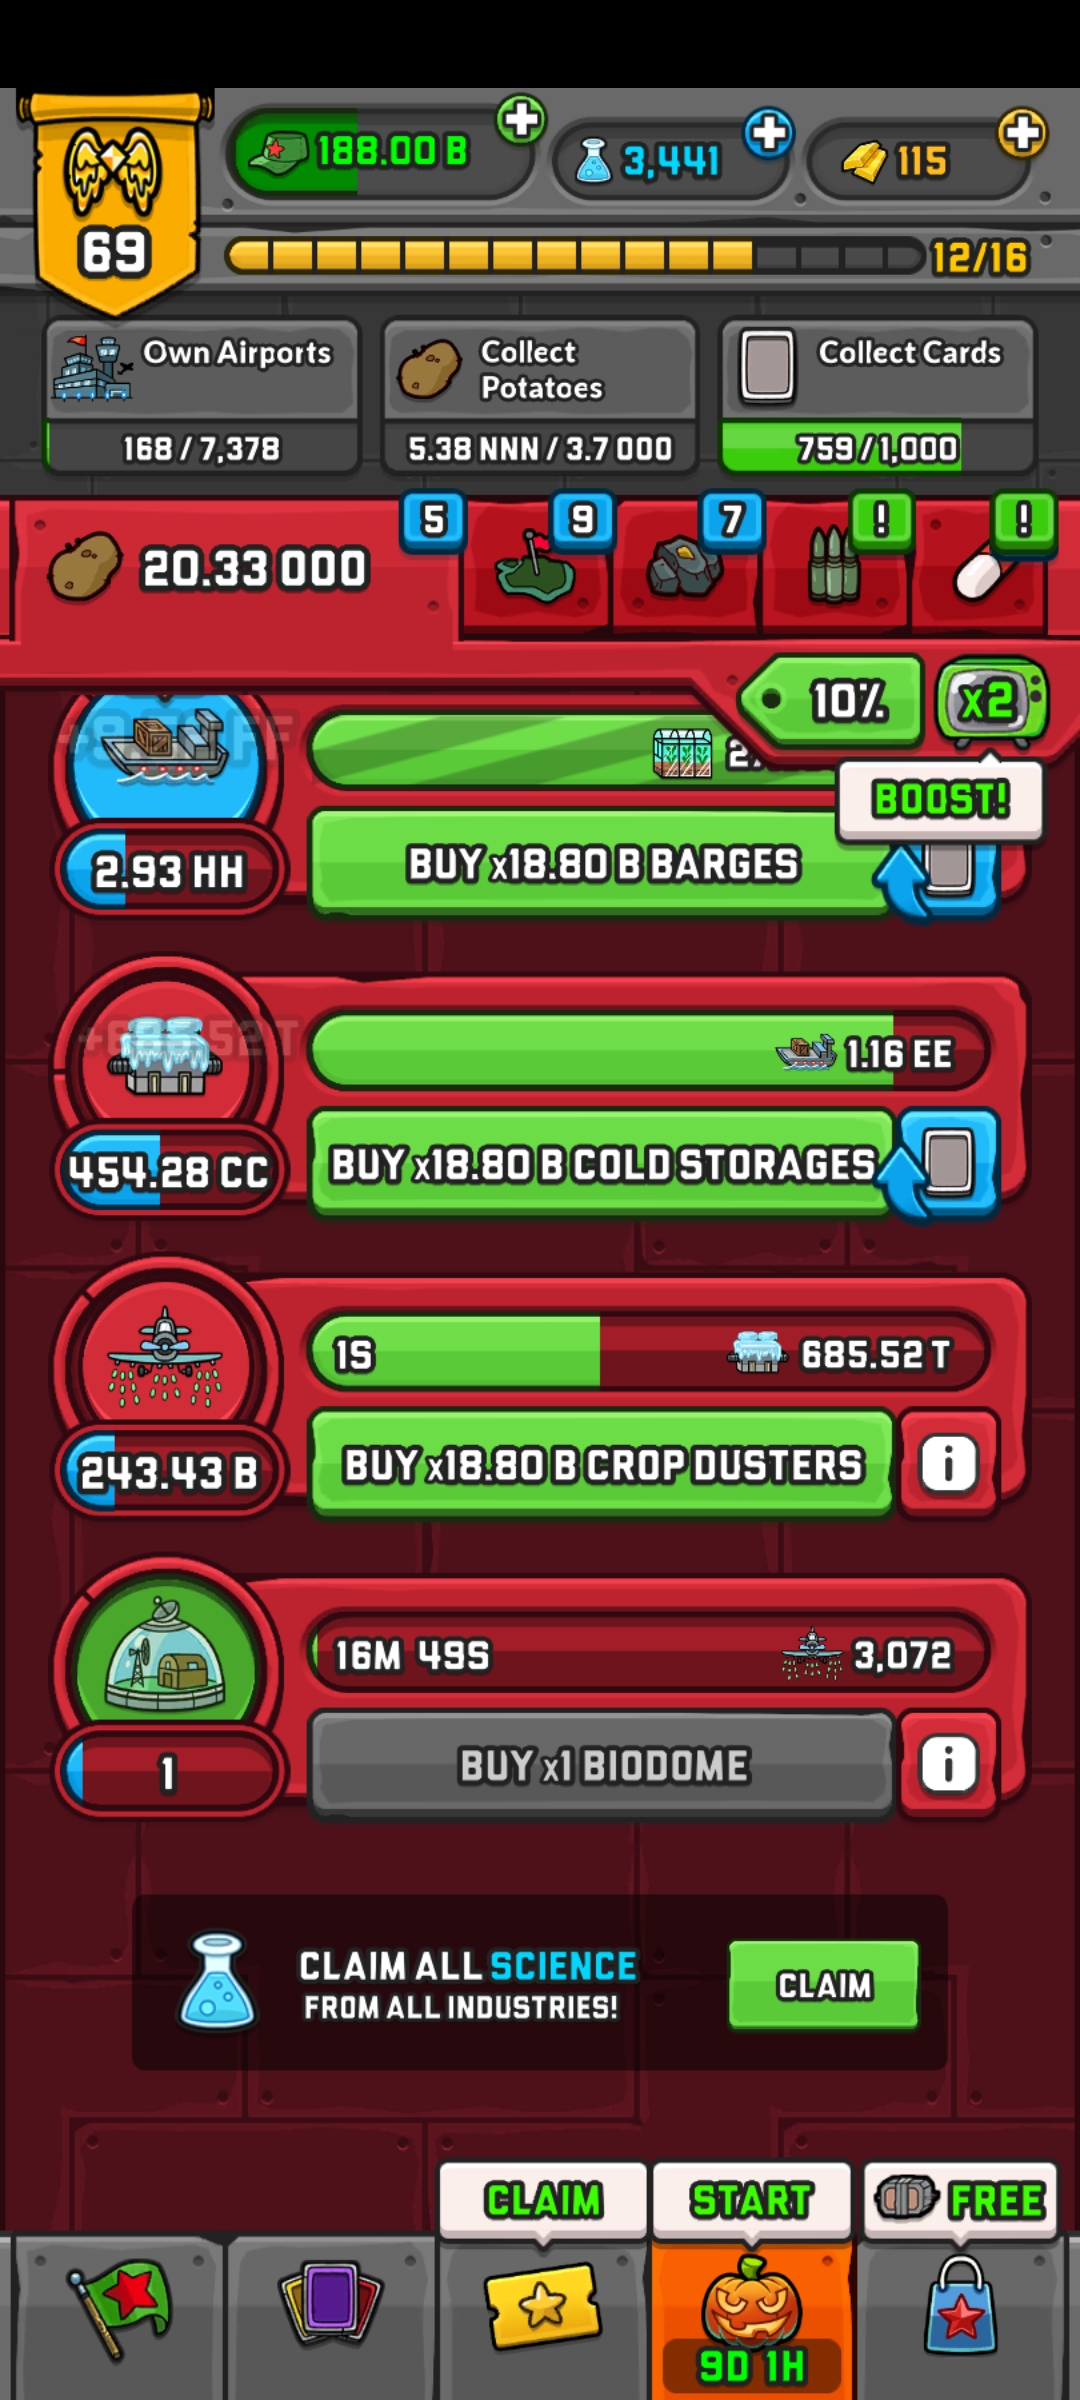 188.00 B
3,441
115
69
12/16
Own Airports
168 / 7,378
Collect
Potatoes
5.38 NNN / 3.7 OOO
Collect Cards
759 / 1,000
20.33 OOO
5
9
7
!
!
10%
x2
BOOST!
2.93 HH
BUY x18.80 B BARGES
+685.52 T
1.16 EE
454.28 CC
BUY x18.80 B COLD STORAGES
1S
685.52 T
243.43 B
BUY x18.80 B CROP DUSTERS
i
16M 49S
3,072
1
BUY x1 BIODOME
i
CLAIM ALL SCIENCE
FROM ALL INDUSTRIES!
CLAIM
CLAIM
START
FREE
9D 1H